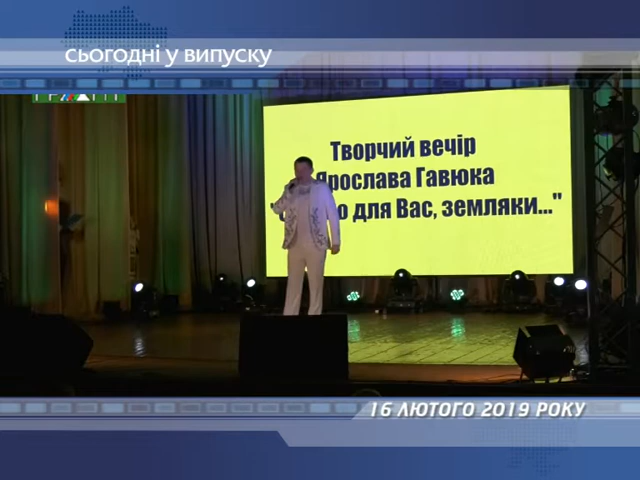 сьогодні у випуску
Творчий вечір
Ярослава Гавюка
о для Вас, земляки..."
16 ЛЮТОГО 2019 РОКУ